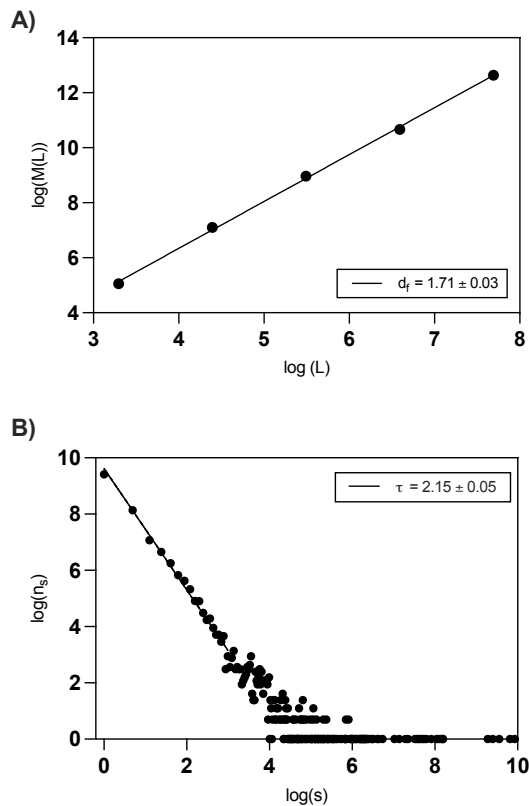 A)
14
12
10
8
6
4
log(M(L))
d_f = 1.71 ± 0.03
3 4 5 6 7 8
log (L)
B)
10
8
6
4
2
0
log(n_s)
τ = 2.15 ± 0.05
0 2 4 6 8 10
log(s)